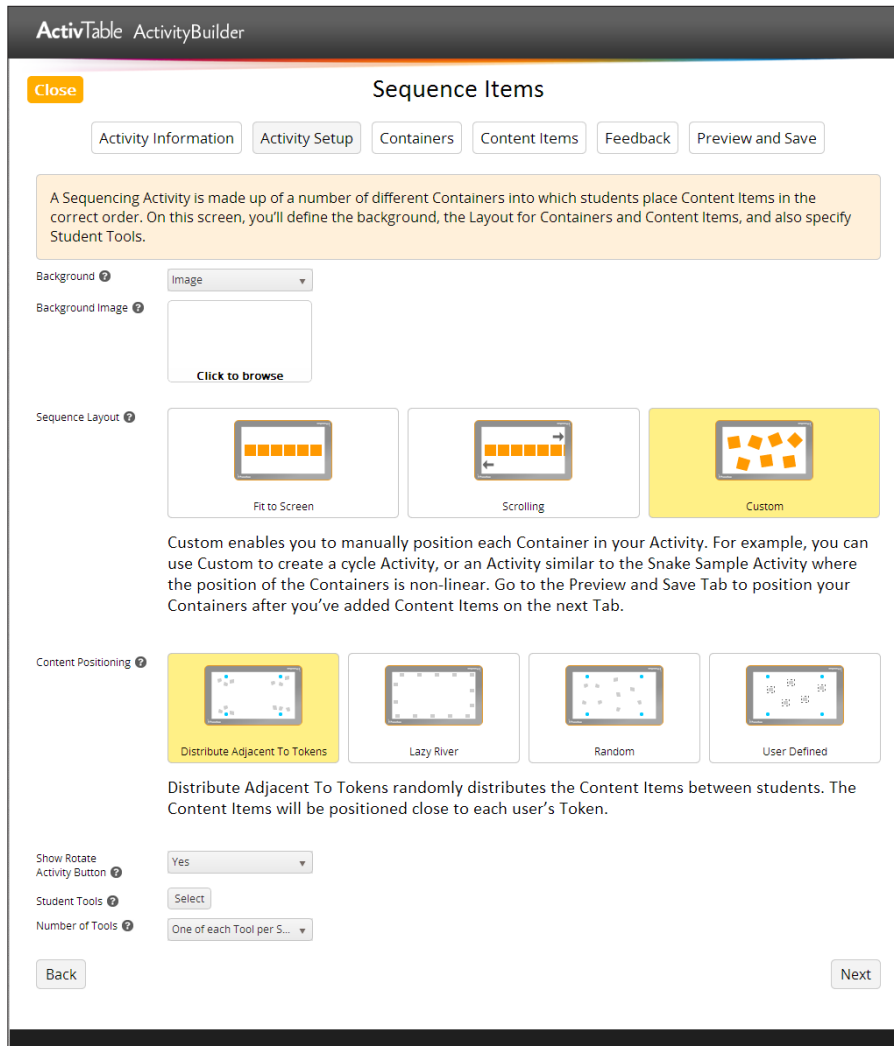 ActivTable ActivityBuilder
Close
Sequence Items
Activity Information
Activity Setup
Containers
Content Items
Feedback
Preview and Save
A Sequencing Activity is made up of a number of different Containers into which students place Content Items in the
correct order. On this screen, you'll define the background, the Layout for Containers and Content Items, and also specify
Student Tools.
Background ?
Image
Background Image ?
Click to browse
Sequence Layout ?
Fit to Screen
Scrolling
Custom
Custom enables you to manually position each Container in your Activity. For example, you can
use Custom to create a cycle Activity, or an Activity similar to the Snake Sample Activity where
the position of the Containers is non-linear. Go to the Preview and Save Tab to position your
Containers after you've added Content Items on the next Tab.
Content Positioning ?
Distribute Adjacent To Tokens
Lazy River
Random
User Defined
Distribute Adjacent To Tokens randomly distributes the Content Items between students. The
Content Items will be positioned close to each user's Token.
Show Rotate
Activity Button ?
Yes
Student Tools ?
Select
Number of Tools ?
One of each Tool per S...
Back
Next